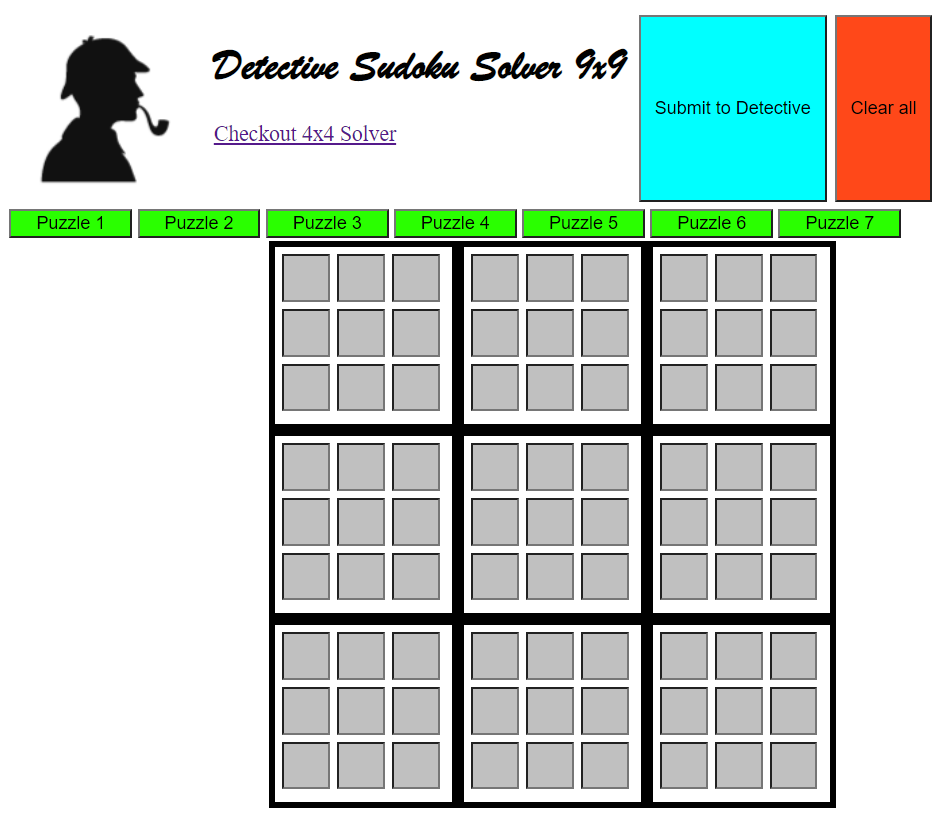 Detective Sudoku Solver 9x9
Checkout 4x4 Solver
Submit to Detective
Clear all
Puzzle 1
Puzzle 2
Puzzle 3
Puzzle 4
Puzzle 5
Puzzle 6
Puzzle 7